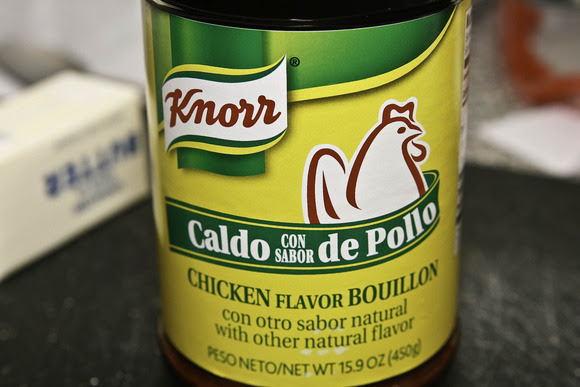 Knorr®
Caldo CON SABOR de Pollo
CHICKEN FLAVOR BOUILLON
con otro sabor natural
with other natural flavor
PESO NETO/NET WT 15.9 OZ (450g)
BUTTER